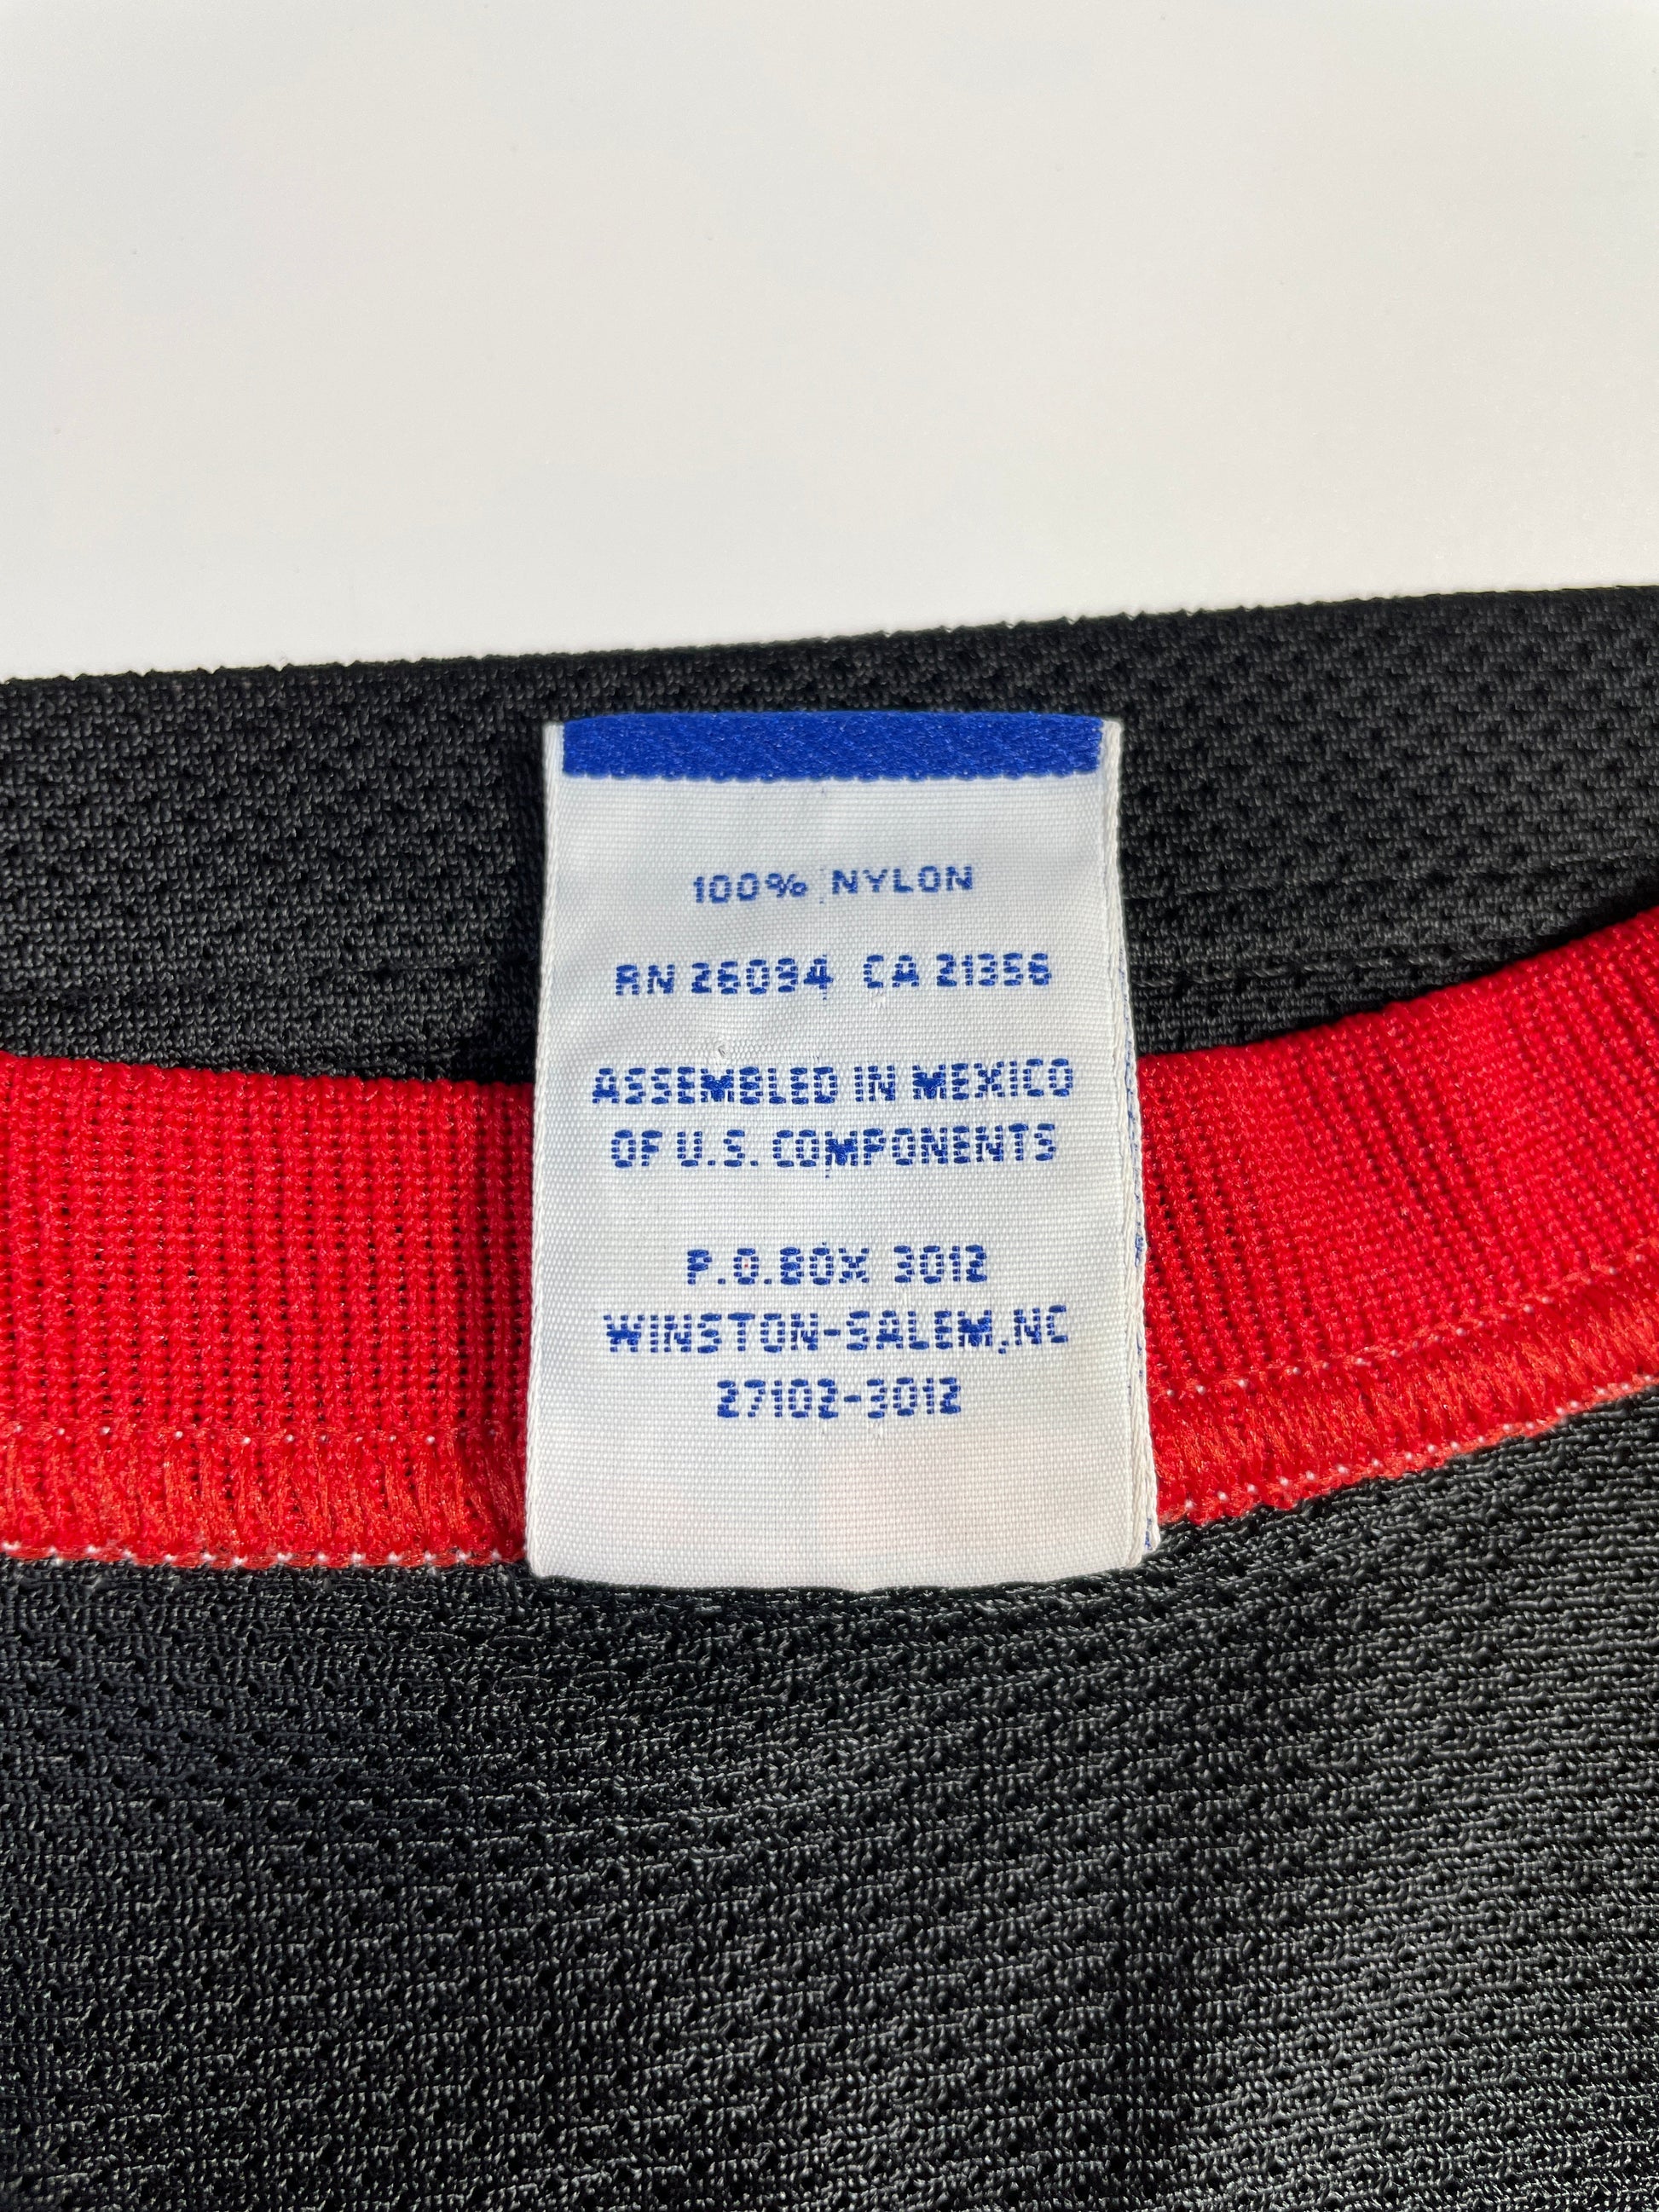 100% NYLON
RN 26094 CA 21356
ASSEMBLED IN MEXICO
OF U.S. COMPONENTS
P.O.BOX 3012
WINSTON-SALEM,NC
27102-3012